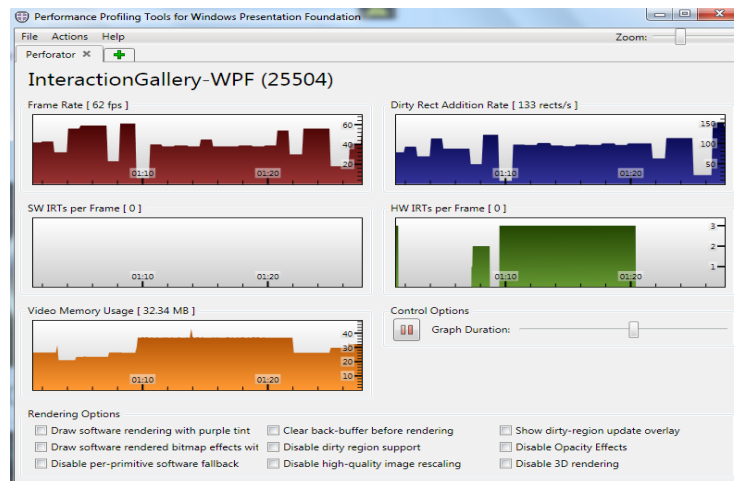 Performance Profiling Tools for Windows Presentation Foundation
File Actions Help Zoom:
Perforator
InteractionGallery-WPF (25504)
Frame Rate [ 62 fps ]
60
40
20
01:10 01:20
Dirty Rect Addition Rate [ 133 rects/s ]
150
100
50
01:10 01:20
SW IRTs per Frame [ 0 ]
01:10 01:20
HW IRTs per Frame [ 0 ]
3
2
1
01:10 01:20
Video Memory Usage [ 32.34 MB ]
40
30
20
10
01:10 01:20
Control Options
Graph Duration:
Rendering Options
Draw software rendering with purple tint Clear back-buffer before rendering Show dirty-region update overlay
Draw software rendered bitmap effects wit Disable dirty region support Disable Opacity Effects
Disable per-primitive software fallback Disable high-quality image rescaling Disable 3D rendering